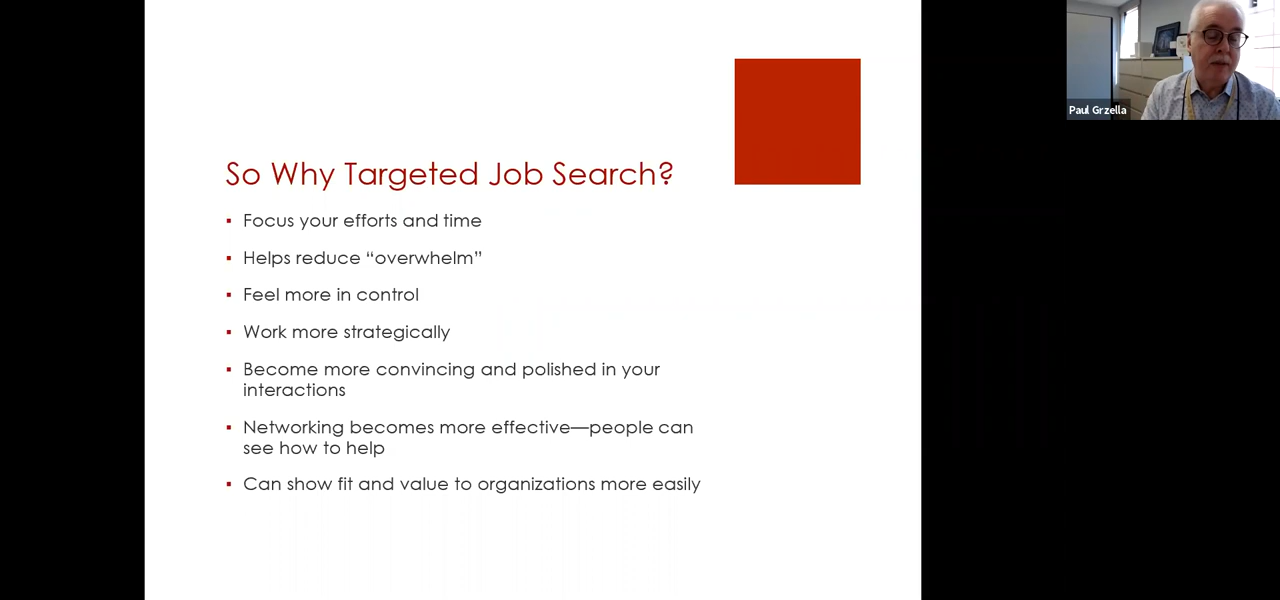 So Why Targeted Job Search?
▪ Focus your efforts and time
▪ Helps reduce “overwhelm”
▪ Feel more in control
▪ Work more strategically
▪ Become more convincing and polished in your
interactions
▪ Networking becomes more effective—people can
see how to help
▪ Can show fit and value to organizations more easily
Paul Grzella